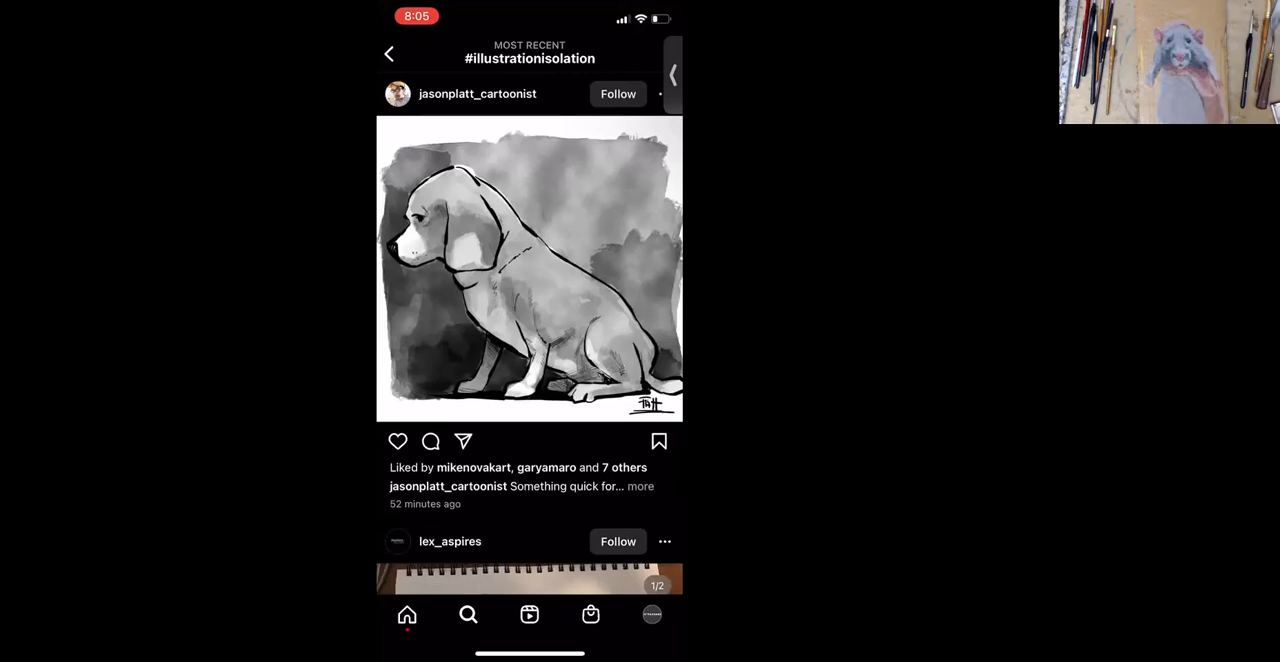 8:05
MOST RECENT
#illustrationisolation
jasonplatt_cartoonist
Follow
Liked by mikenovakart, garyamaro and 7 others
jasonplatt_cartoonist Something quick for... more
52 minutes ago
lex_aspires
Follow
1/2